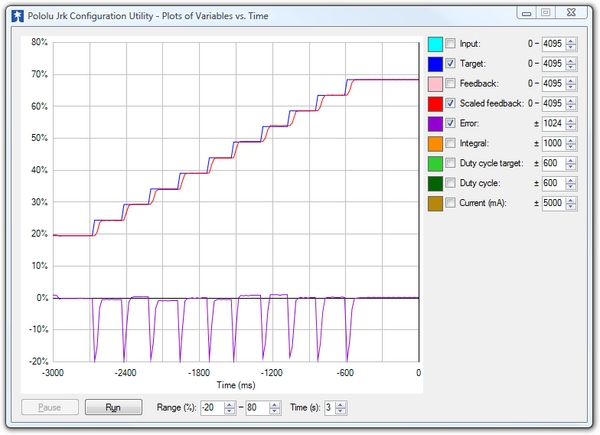 Pololu Jrk Configuration Utility - Plots of Variables vs. Time
80%
70%
60%
50%
40%
30%
20%
10%
0%
-10%
-20%
-3000 -2400 -1800 -1200 -600 0
Time (ms)
Input: 0 – 4095
Target: 0 – 4095
Feedback: 0 – 4095
Scaled feedback: 0 – 4095
Error: ± 1024
Integral: ± 1000
Duty cycle target: ± 600
Duty cycle: ± 600
Current (mA): ± 5000
Pause Run Range (%): -20 – 80 Time (s): 3